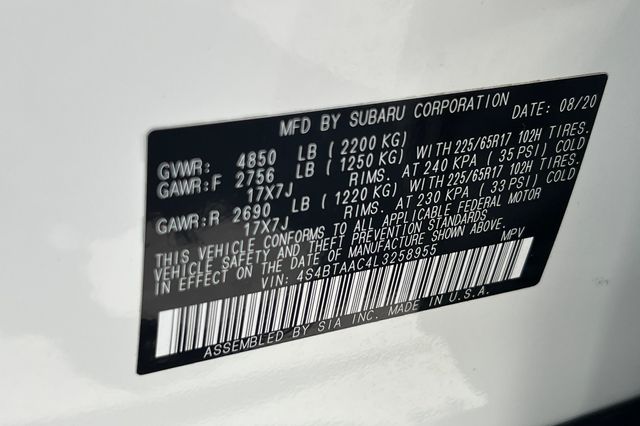 MFD BY SUBARU CORPORATION DATE: 08/20
GVWR: 4850 LB ( 2200 KG)
GAWR:F 2756 LB ( 1250 KG) WITH 225/65R17 102H TIRES.
17X7J RIMS. AT 240 KPA ( 35 PSI) COLD
GAWR:R 2690 LB ( 1220 KG) WITH 225/65R17 102H TIRES.
17X7J RIMS. AT 230 KPA ( 33 PSI) COLD
THIS VEHICLE CONFORMS TO ALL APPLICABLE FEDERAL MOTOR
VEHICLE SAFETY AND THEFT PREVENTION STANDARDS
IN EFFECT ON THE DATE OF MANUFACTURE SHOWN ABOVE.
VIN: 4S4BTAAC4L3258955 MPV
ASSEMBLED BY SIA INC. MADE IN U.S.A.